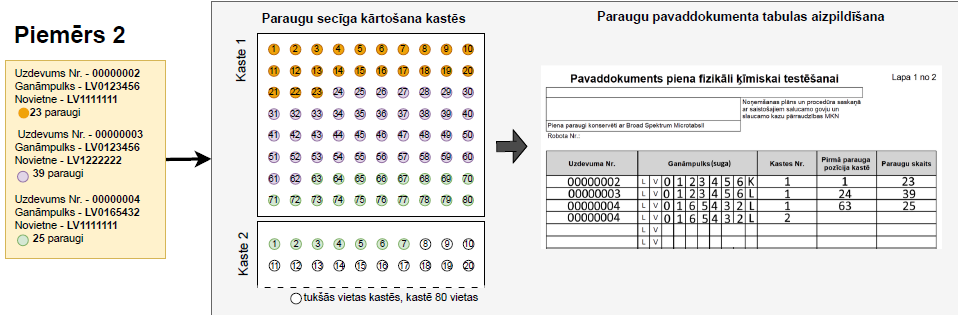 Piemērs 2
Uzdevums Nr. - 00000002
Ganāmpulks - LV0123456
Novietne - LV1111111
23 paraugi
Uzdevums Nr. - 00000003
Ganāmpulks - LV0123456
Novietne - LV1222222
39 paraugi
Uzdevums Nr. - 00000004
Ganāmpulks - LV0165432
Novietne - LV1111111
25 paraugi
Paraugu secīga kārtošana kastēs
Kaste 1
1 2 3 4 5 6 7 8 9 10
11 12 13 14 15 16 17 18 19 20
21 22 23 24 25 26 27 28 29 30
31 32 33 34 35 36 37 38 39 40
41 42 43 44 45 46 47 48 49 50
51 52 53 54 55 56 57 58 59 60
61 62 63 64 65 66 67 68 69 70
71 72 73 74 75 76 77 78 79 80
Kaste 2
1 2 3 4 5 6 7 8 9 10
11 12 13 14 15 16 17 18 19 20
tukšās vietas kastēs, kastē 80 vietas
Paraugu pavaddokumenta tabulas aizpildīšana
Pavaddokuments piena fizikāli ķīmiskai testēšanai
Lapa 1 no 2
Noņemšanas plāns un procedūra saskaņā
ar saistošajiem salucamo govju un
slaucamo kazu pārraudzības MKN
Piena paraugi konservēti ar Broad Spektrum Microtabsil
Robota Nr.:
Uzdevuma Nr. Ganāmpulks (suga) Kastes Nr. Pirmā parauga pozīcija kastē Paraugu skaits
00000002 L V 0 1 2 3 4 5 6 K 1 1 23
00000003 L V 0 1 2 3 4 5 6 L 1 24 39
00000004 L V 0 1 6 5 4 3 2 L 1 63 25
00000004 L V 0 1 6 5 4 3 2 L 2
L V
L V